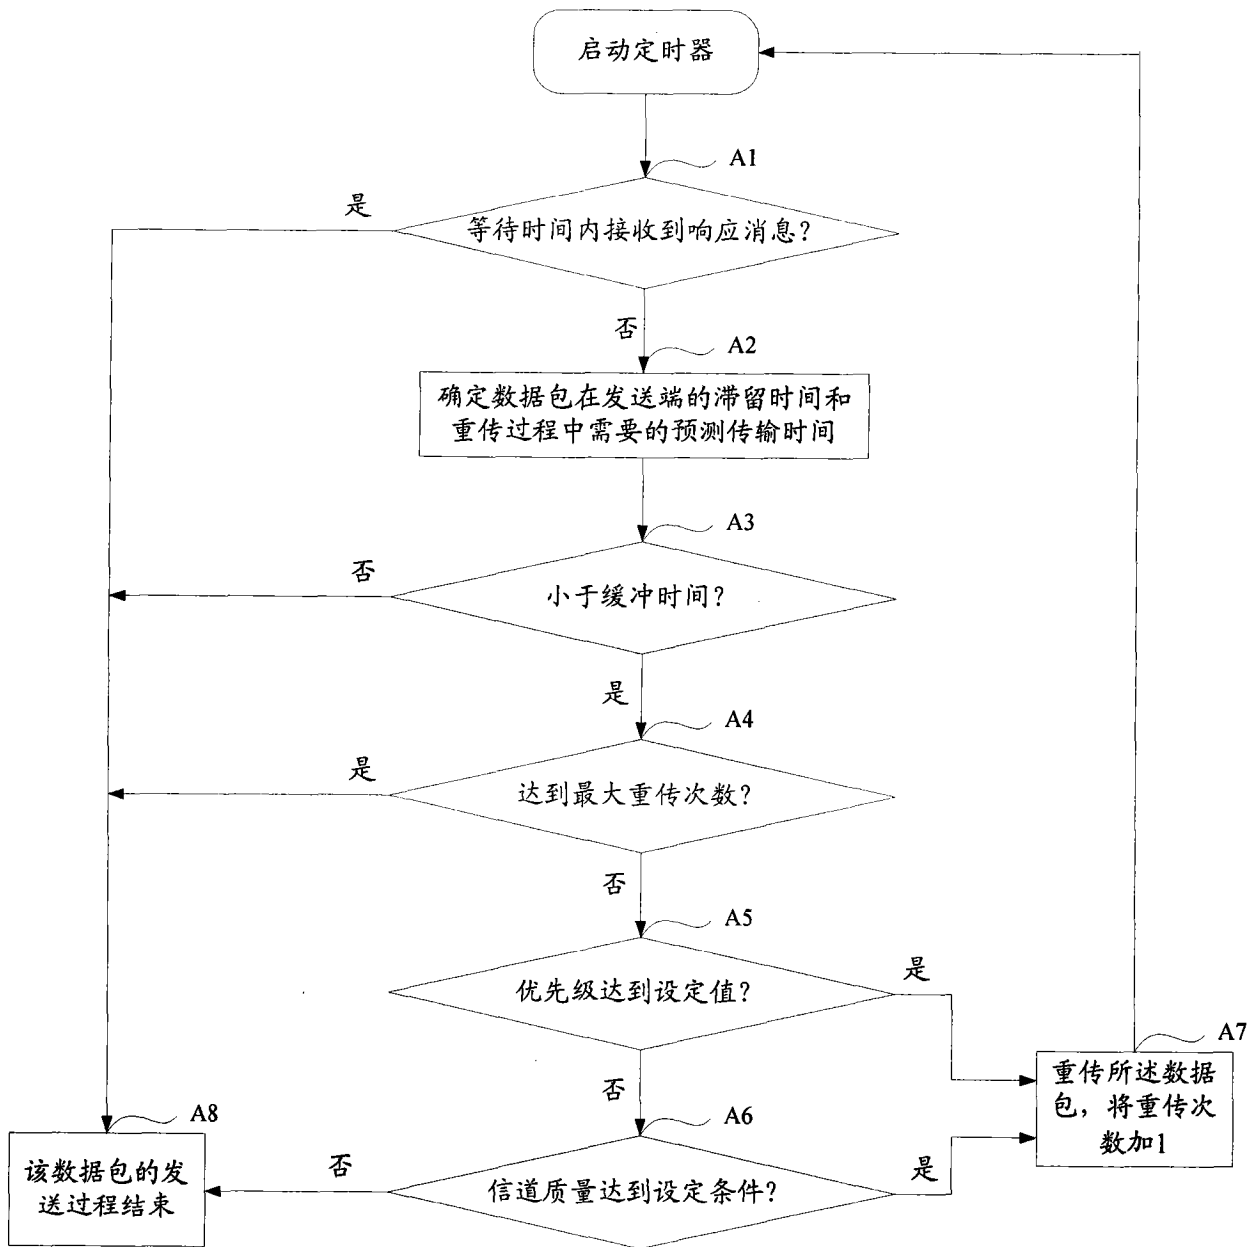 启动定时器
A1
是
等待时间内接收到响应消息?
否
A2
确定数据包在发送端的滞留时间和
重传过程中需要的预测传输时间
A3
否
小于缓冲时间?
是
A4
是
达到最大重传次数?
否
A5
优先级达到设定值?
是
A7
重传所述数据
包，将重传次
数加1
否
A6
A8
该数据包的发
送过程结束
否
信道质量达到设定条件?
是